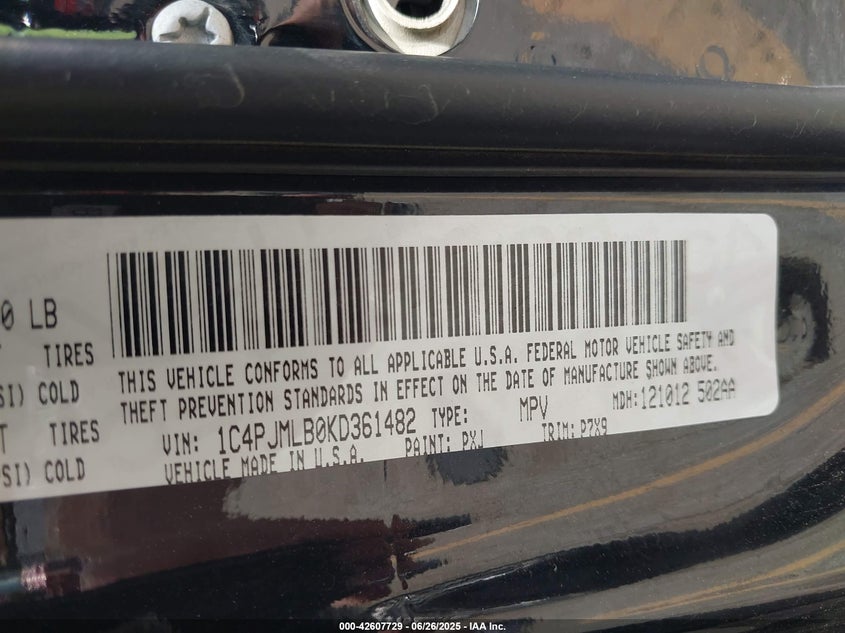 0 LB
TIRES
SI) COLD
TIRES
SI) COLD
THIS VEHICLE CONFORMS TO ALL APPLICABLE U.S.A. FEDERAL MOTOR VEHICLE SAFETY AND
THEFT PREVENTION STANDARDS IN EFFECT ON THE DATE OF MANUFACTURE SHOWN ABOVE.
VIN: 1C4PJMLB0KD361482 TYPE: MPV MDH:121012 502AA
VEHICLE MADE IN U.S.A. PAINT: PXJ TRIM: P7X9
000-42607729 - 06/26/2025 - IAA Inc.